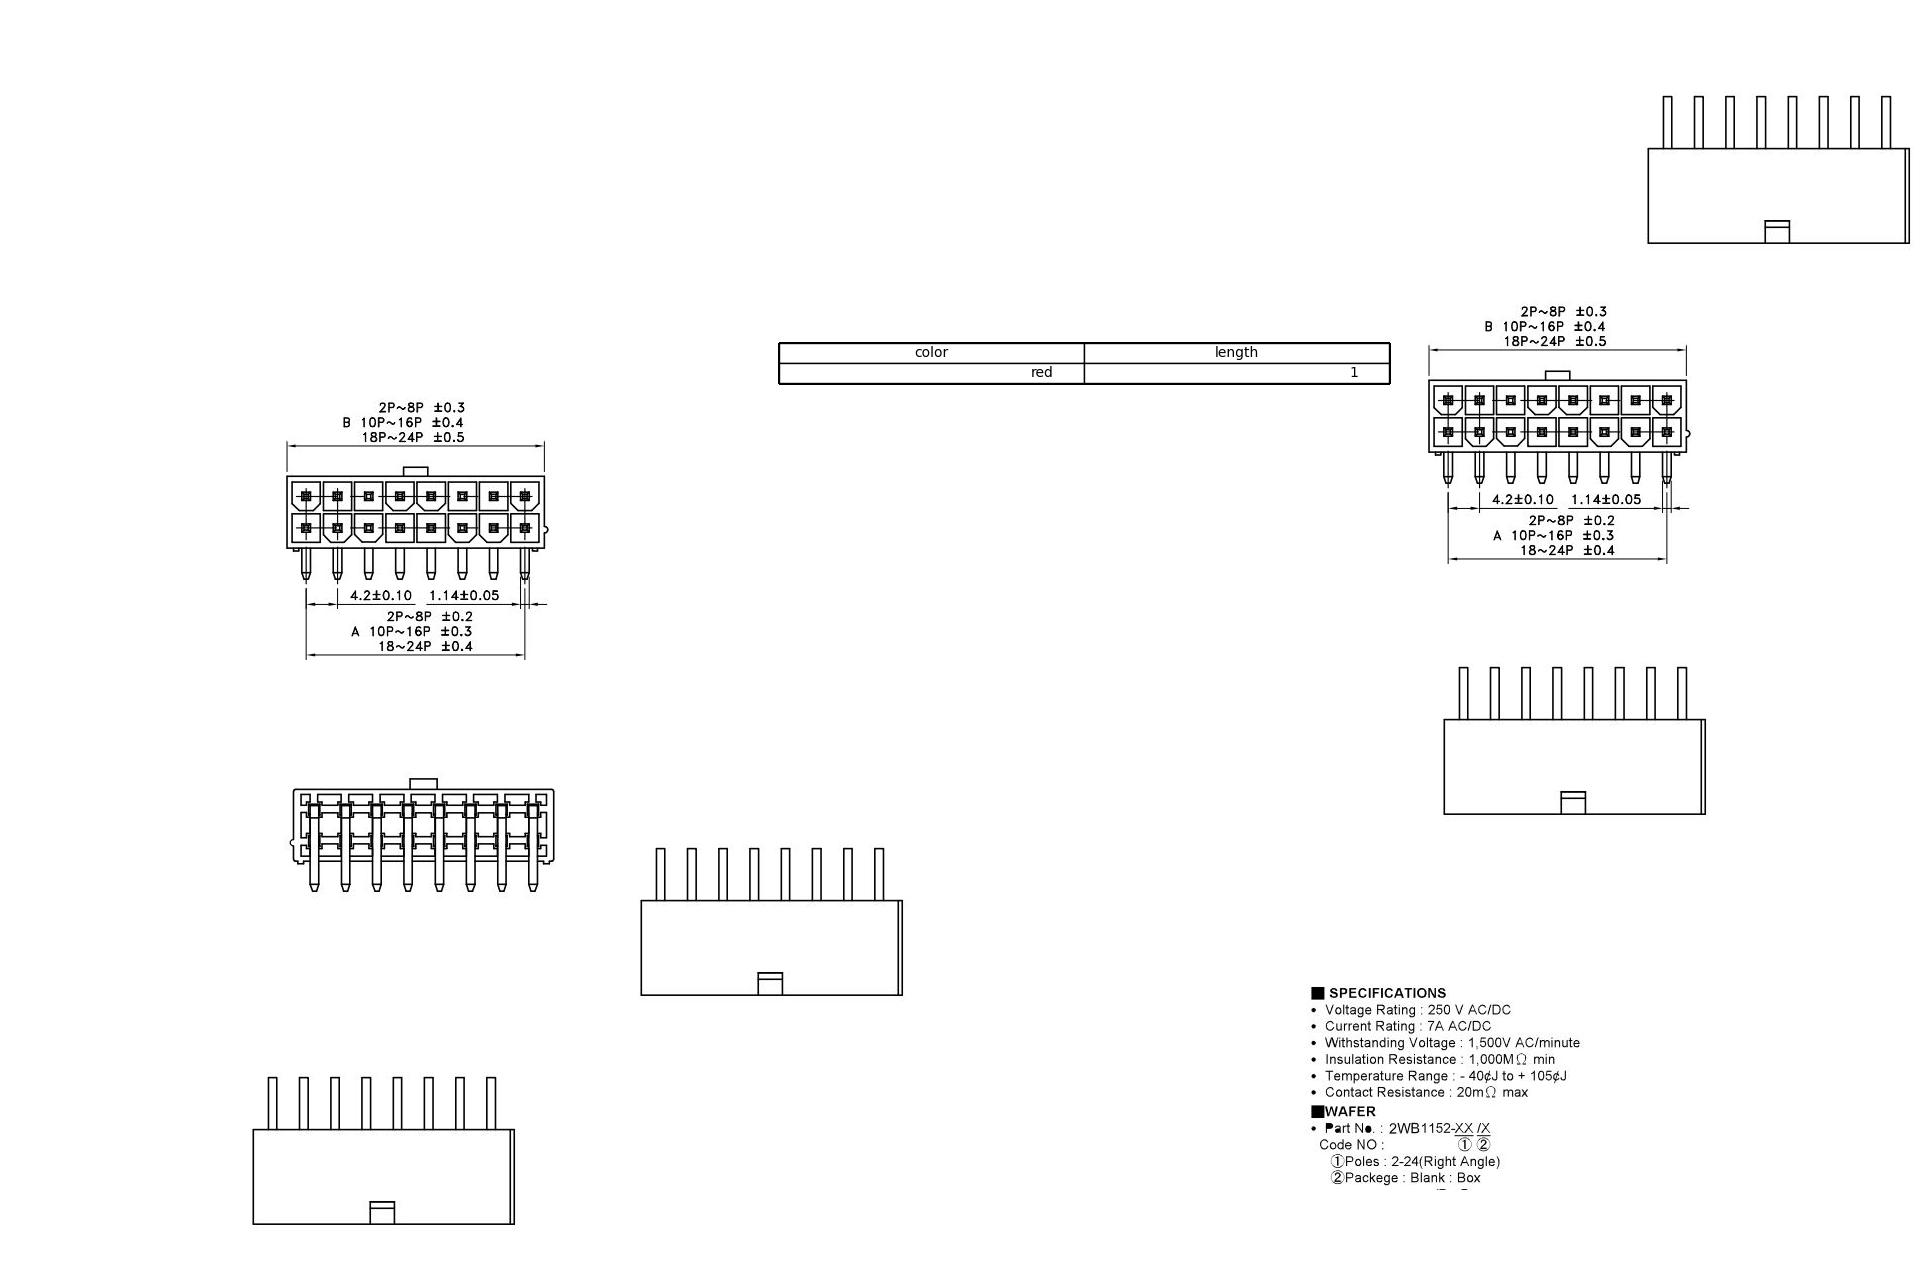 2P~8P ±0.3
B 10P~16P ±0.4
18P~24P ±0.5
4.2±0.10 1.14±0.05
2P~8P ±0.2
A 10P~16P ±0.3
18~24P ±0.4
color length
red 1
2P~8P ±0.3
B 10P~16P ±0.4
18P~24P ±0.5
4.2±0.10 1.14±0.05
2P~8P ±0.2
A 10P~16P ±0.3
18~24P ±0.4
■ SPECIFICATIONS
• Voltage Rating : 250 V AC/DC
• Current Rating : 7A AC/DC
• Withstanding Voltage : 1,500V AC/minute
• Insulation Resistance : 1,000MΩ min
• Temperature Range : - 40¢J to + 105¢J
• Contact Resistance : 20mΩ max
■WAFER
• Part No. : 2WB1152-XX /X
Code NO : ① ②
①Poles : 2-24(Right Angle)
②Packege : Blank : Box